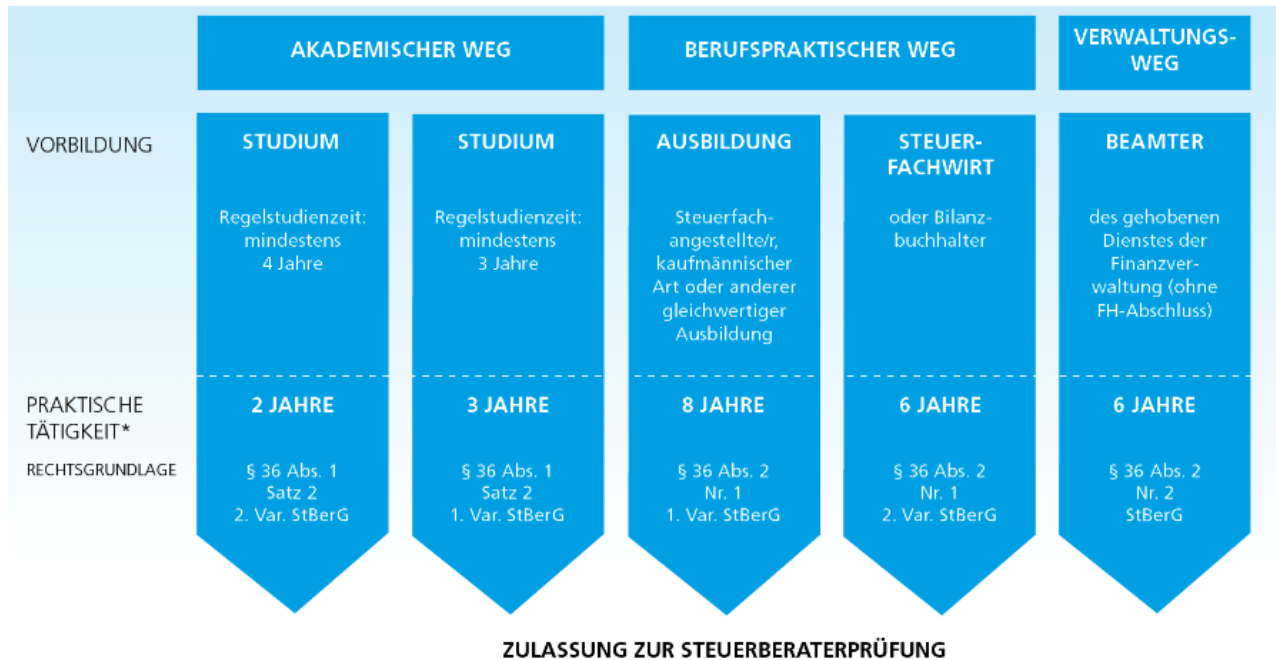 AKADEMISCHER WEG
BERUFSPRAKTISCHER WEG
VERWALTUNGS-
WEG
VORBILDUNG
STUDIUM
Regelstudienzeit:
mindestens
4 Jahre
STUDIUM
Regelstudienzeit:
mindestens
3 Jahre
AUSBILDUNG
Steuerfach-
angestellte/r,
kaufmännischer
Art oder anderer
gleichwertiger
Ausbildung
STEUER-
FACHWIRT
oder Bilanz-
buchhalter
BEAMTER
des gehobenen
Dienstes der
Finanzver-
waltung (ohne
FH-Abschluss)
PRAKTISCHE
TÄTIGKEIT*
2 JAHRE
3 JAHRE
8 JAHRE
6 JAHRE
6 JAHRE
RECHTSGRUNDLAGE
§ 36 Abs. 1
Satz 2
2. Var. StBerG
§ 36 Abs. 1
Satz 2
1. Var. StBerG
§ 36 Abs. 2
Nr. 1
1. Var. StBerG
§ 36 Abs. 2
Nr. 1
2. Var. StBerG
§ 36 Abs. 2
Nr. 2
StBerG
ZULASSUNG ZUR STEUERBERATERPRÜFUNG